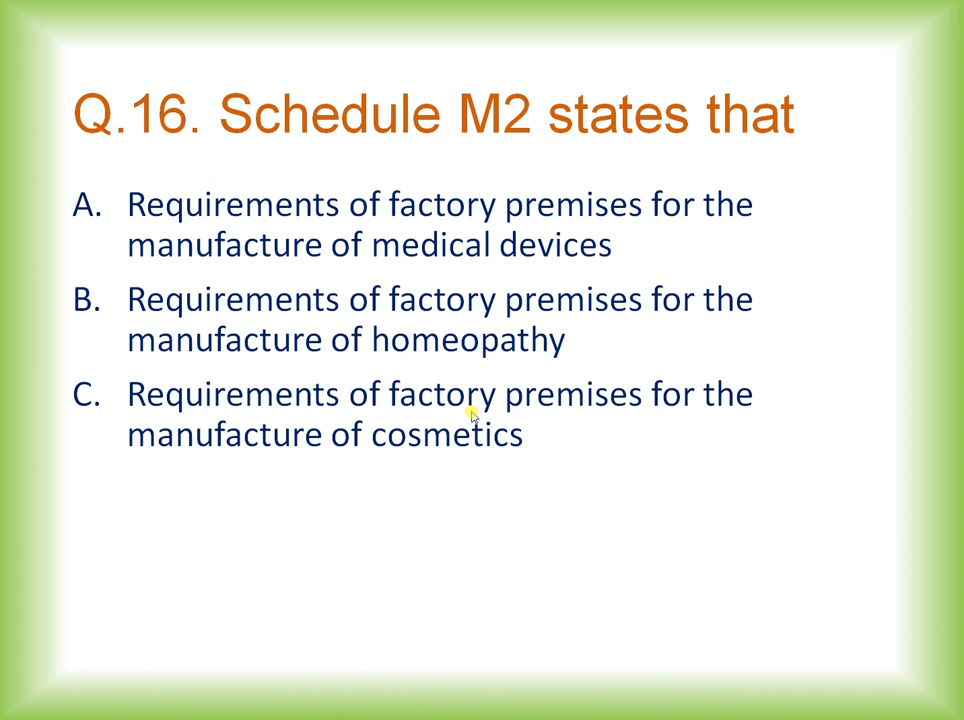 Q.16. Schedule M2 states that
A. Requirements of factory premises for the
manufacture of medical devices
B. Requirements of factory premises for the
manufacture of homeopathy
C. Requirements of factory premises for the
manufacture of cosmetics